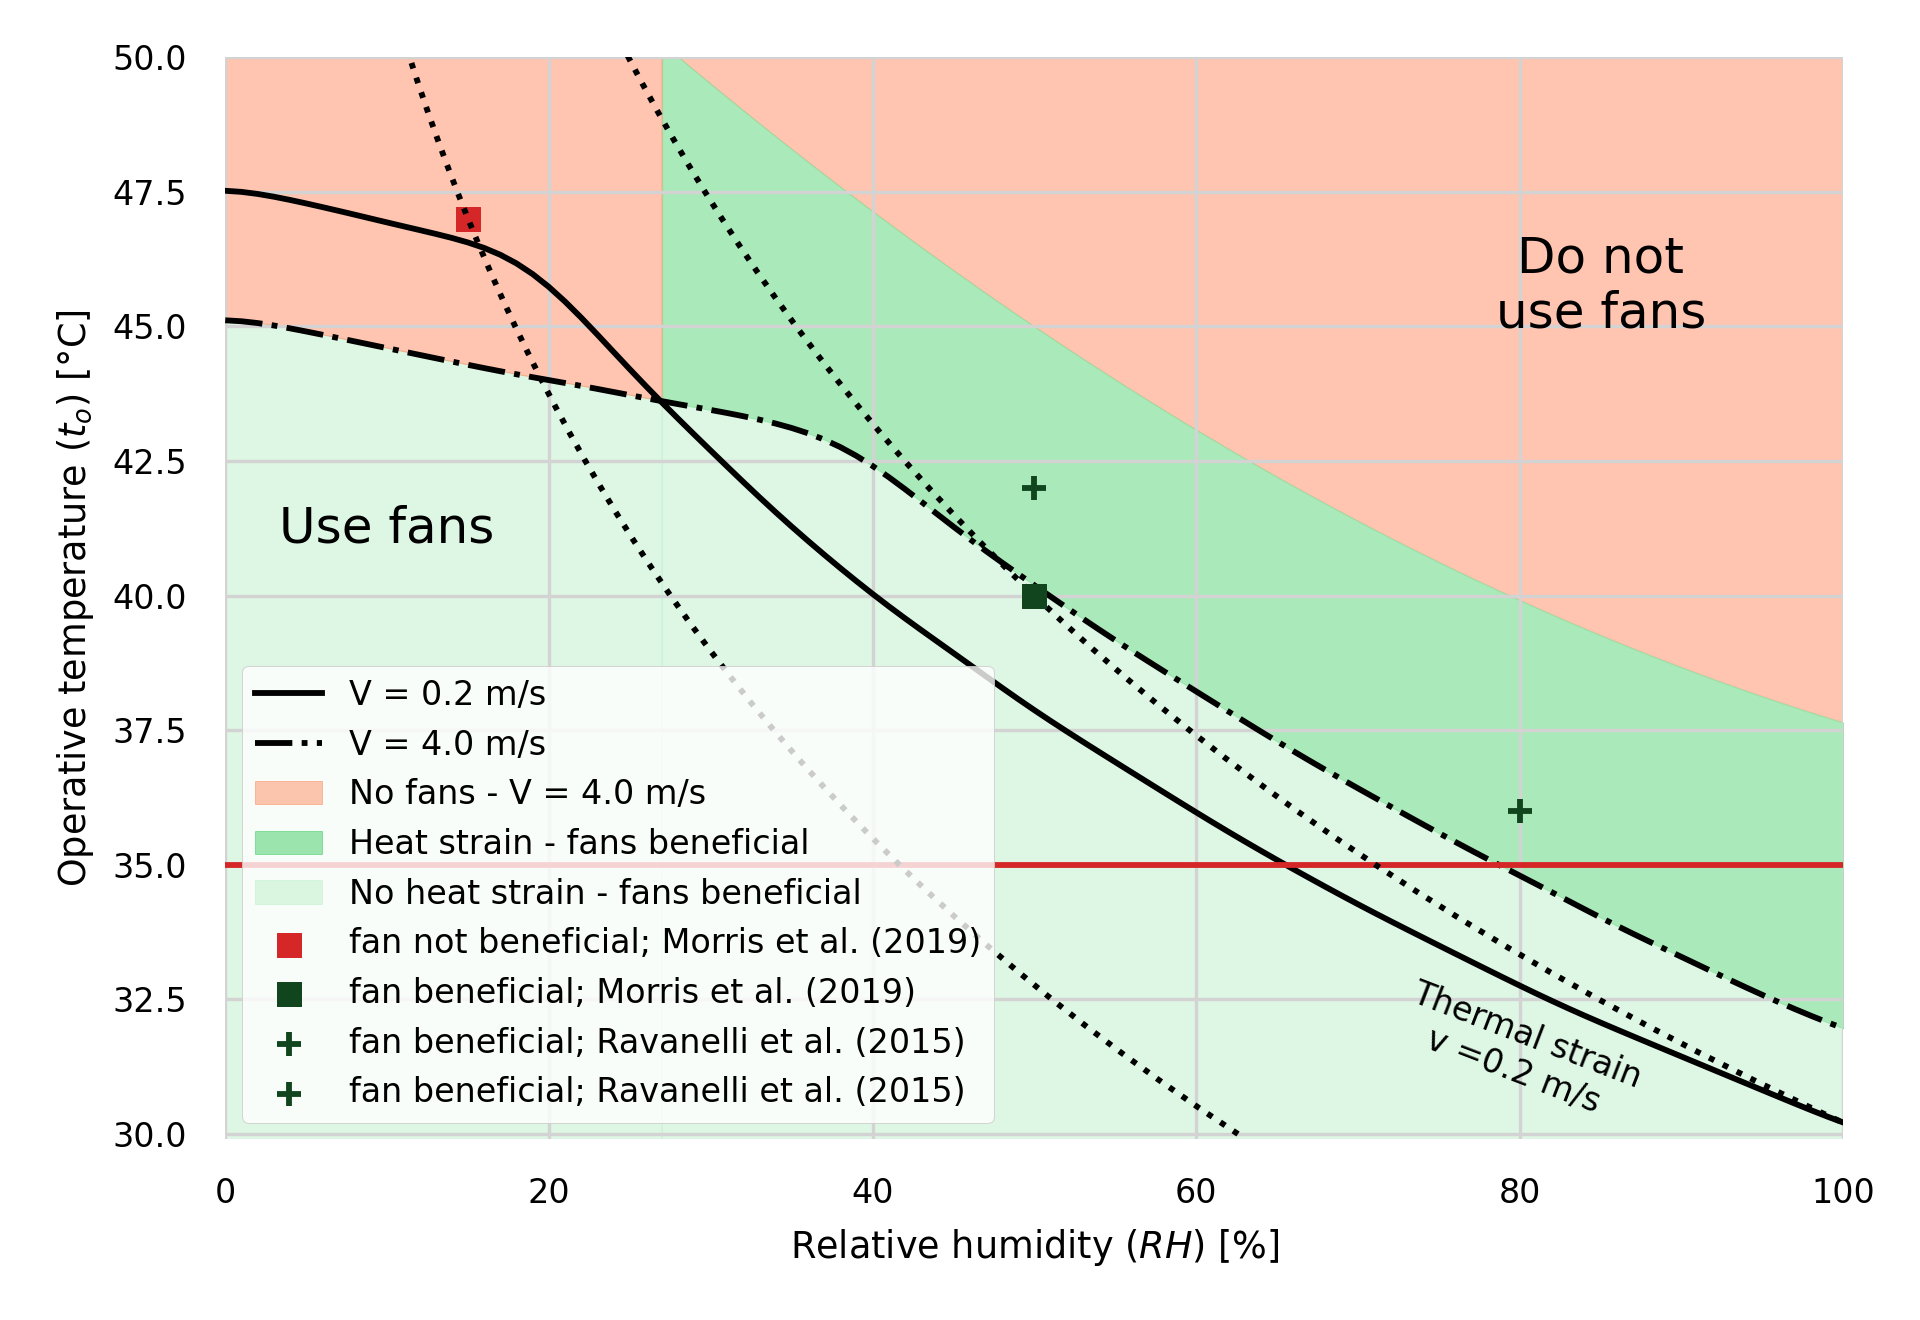 50.0
47.5
45.0
42.5
40.0
37.5
35.0
32.5
30.0
Operative temperature (tₒ) [°C]
Do not
use fans
Use fans
V = 0.2 m/s
V = 4.0 m/s
No fans - V = 4.0 m/s
Heat strain - fans beneficial
No heat strain - fans beneficial
fan not beneficial; Morris et al. (2019)
fan beneficial; Morris et al. (2019)
fan beneficial; Ravanelli et al. (2015)
fan beneficial; Ravanelli et al. (2015)
Thermal strain
v =0.2 m/s
0 20 40 60 80 100
Relative humidity (RH) [%]